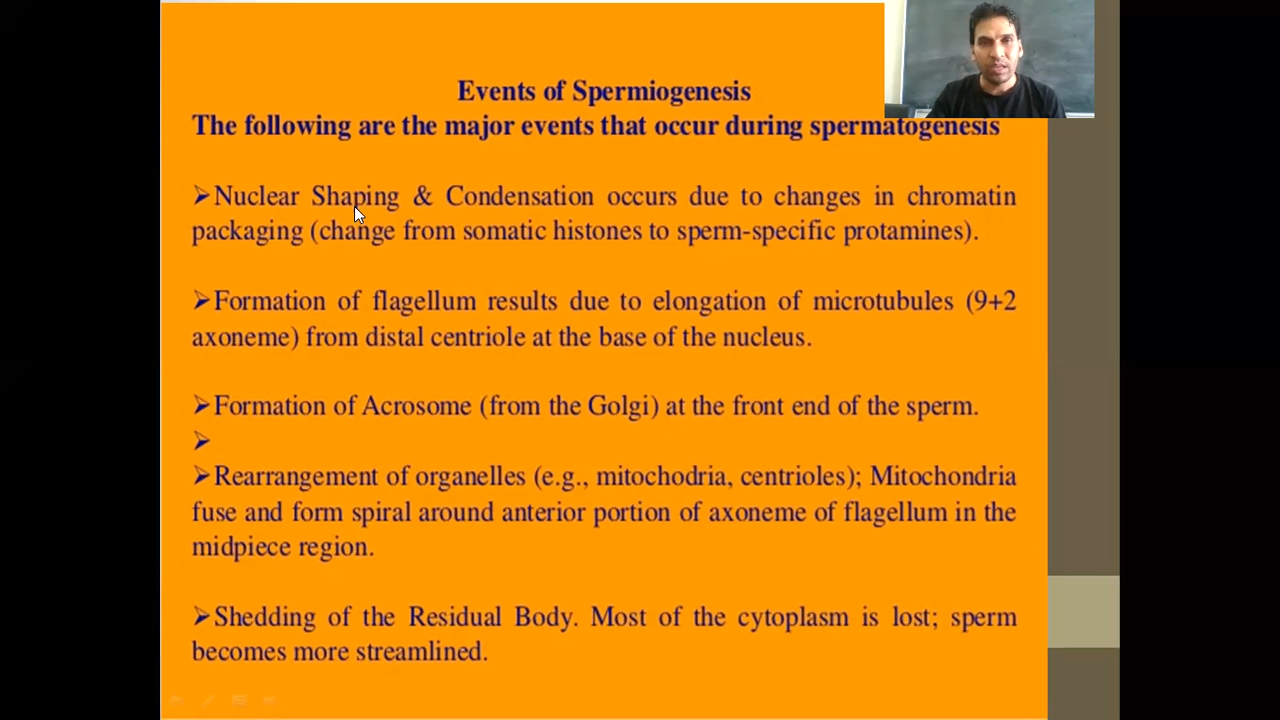 Events of Spermiogenesis
The following are the major events that occur during spermatogenesis
➢Nuclear Shaping & Condensation occurs due to changes in chromatin
packaging (change from somatic histones to sperm-specific protamines).
➢Formation of flagellum results due to elongation of microtubules (9+2
axoneme) from distal centriole at the base of the nucleus.
➢Formation of Acrosome (from the Golgi) at the front end of the sperm.
➢
➢Rearrangement of organelles (e.g., mitochodria, centrioles); Mitochondria
fuse and form spiral around anterior portion of axoneme of flagellum in the
midpiece region.
➢Shedding of the Residual Body. Most of the cytoplasm is lost; sperm
becomes more streamlined.